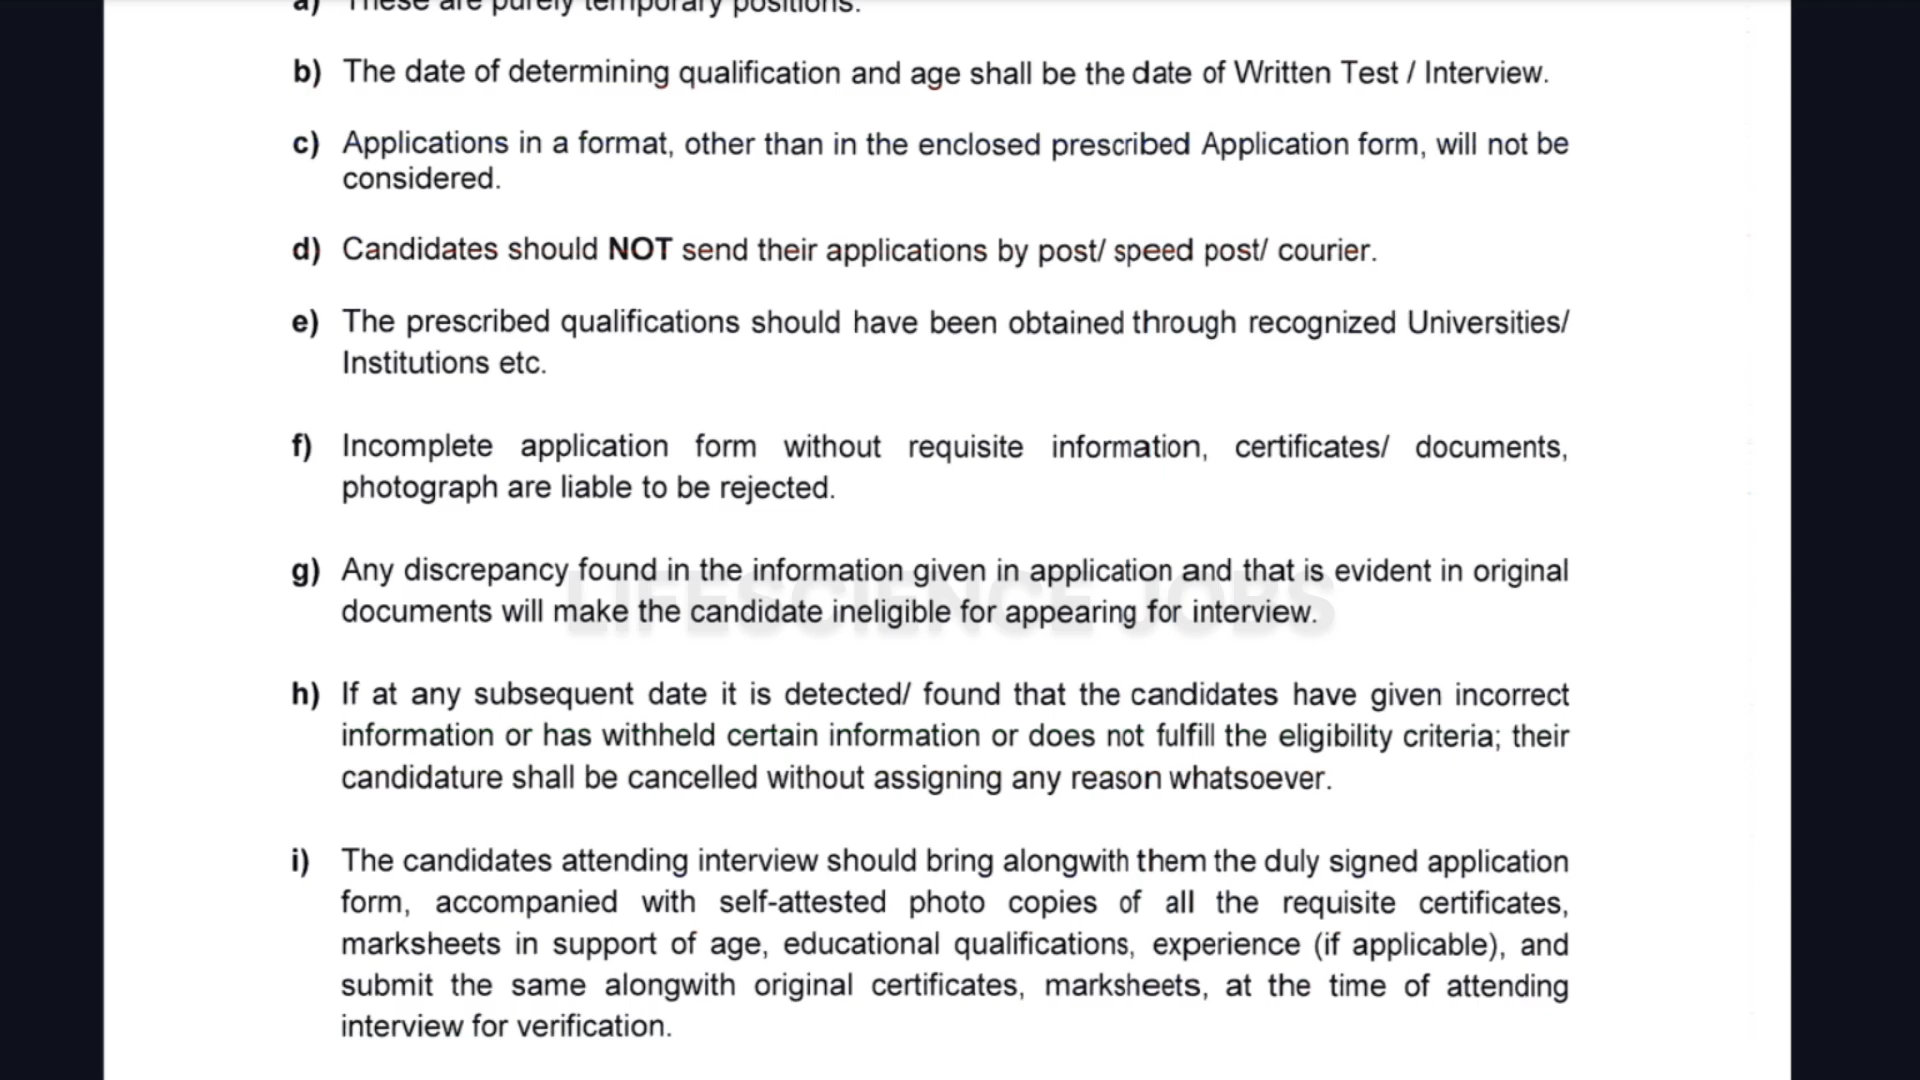 a) These are purely temporary positions.
b) The date of determining qualification and age shall be the date of Written Test / Interview.
c) Applications in a format, other than in the enclosed prescribed Application form, will not be
considered.
d) Candidates should NOT send their applications by post/ speed post/ courier.
e) The prescribed qualifications should have been obtained through recognized Universities/
Institutions etc.
f) Incomplete application form without requisite information, certificates/ documents,
photograph are liable to be rejected.
g) Any discrepancy found in the information given in application and that is evident in original
LIFESCIENCE JOBS
documents will make the candidate ineligible for appearing for interview.
h) If at any subsequent date it is detected/ found that the candidates have given incorrect
information or has withheld certain information or does not fulfill the eligibility criteria; their
candidature shall be cancelled without assigning any reason whatsoever.
i) The candidates attending interview should bring alongwith them the duly signed application
form, accompanied with self-attested photo copies of all the requisite certificates,
marksheets in support of age, educational qualifications, experience (if applicable), and
submit the same alongwith original certificates, marksheets, at the time of attending
interview for verification.